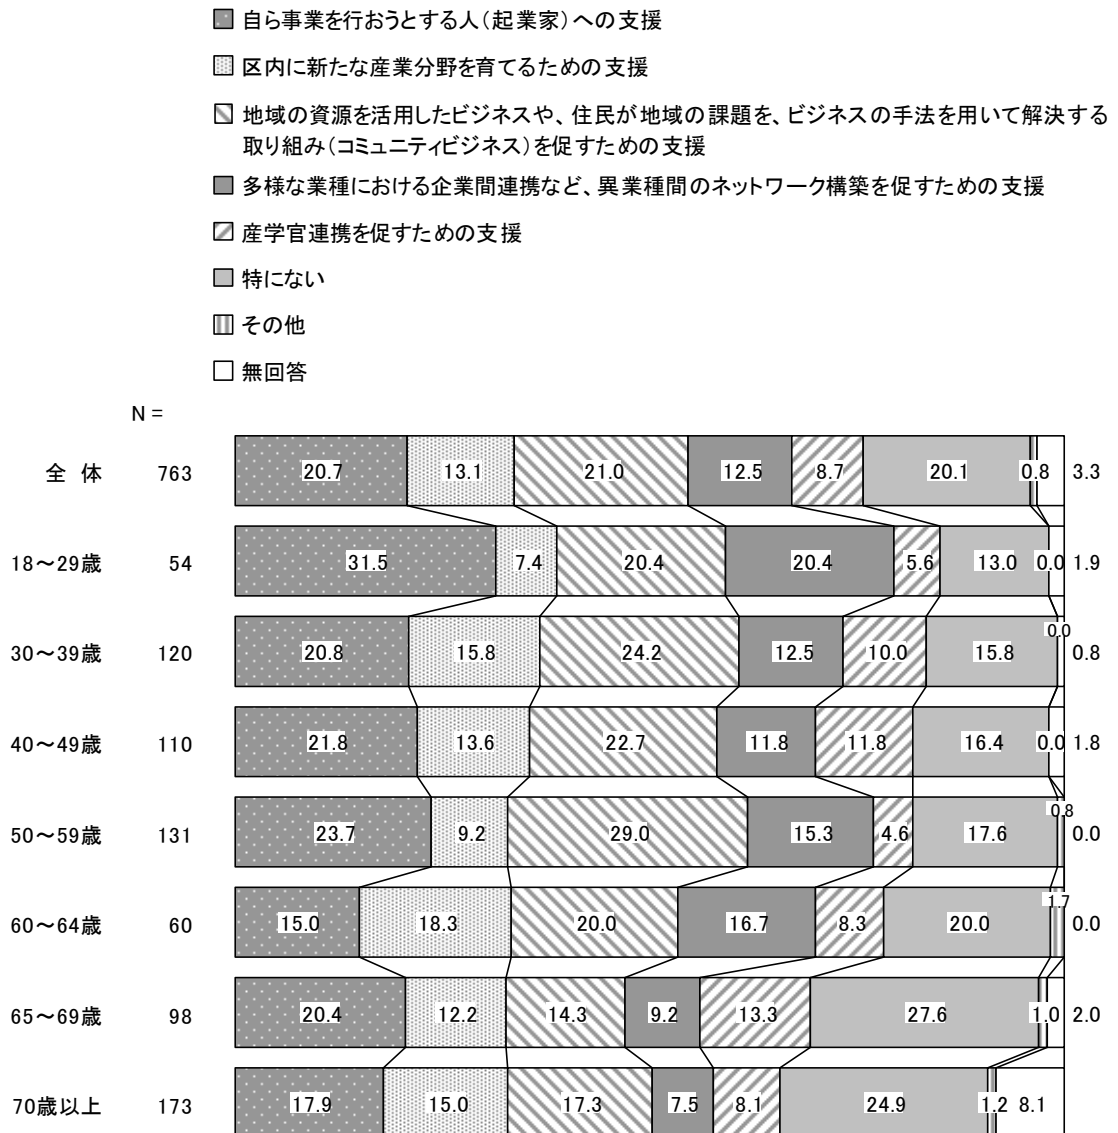 自ら事業を行おうとする人（起業家）への支援
区内に新たな産業分野を育てるための支援
地域の資源を活用したビジネスや、住民が地域の課題を、ビジネスの手法を用いて解決する
取り組み（コミュニティビジネス）を促すための支援
多様な業種における企業間連携など、異業種間のネットワーク構築を促すための支援
産学官連携を促すための支援
特にない
その他
無回答
N =
全 体 763 20.7 13.1 21.0 12.5 8.7 20.1 0.8 3.3
18～29歳 54 31.5 7.4 20.4 20.4 5.6 13.0 0.0 1.9
30～39歳 120 20.8 15.8 24.2 12.5 10.0 15.8 0.0 0.8
40～49歳 110 21.8 13.6 22.7 11.8 11.8 16.4 0.0 1.8
50～59歳 131 23.7 9.2 29.0 15.3 4.6 17.6 0.8 0.0
60～64歳 60 15.0 18.3 20.0 16.7 8.3 20.0 1.7 0.0
65～69歳 98 20.4 12.2 14.3 9.2 13.3 27.6 1.0 2.0
70歳以上 173 17.9 15.0 17.3 7.5 8.1 24.9 1.2 8.1